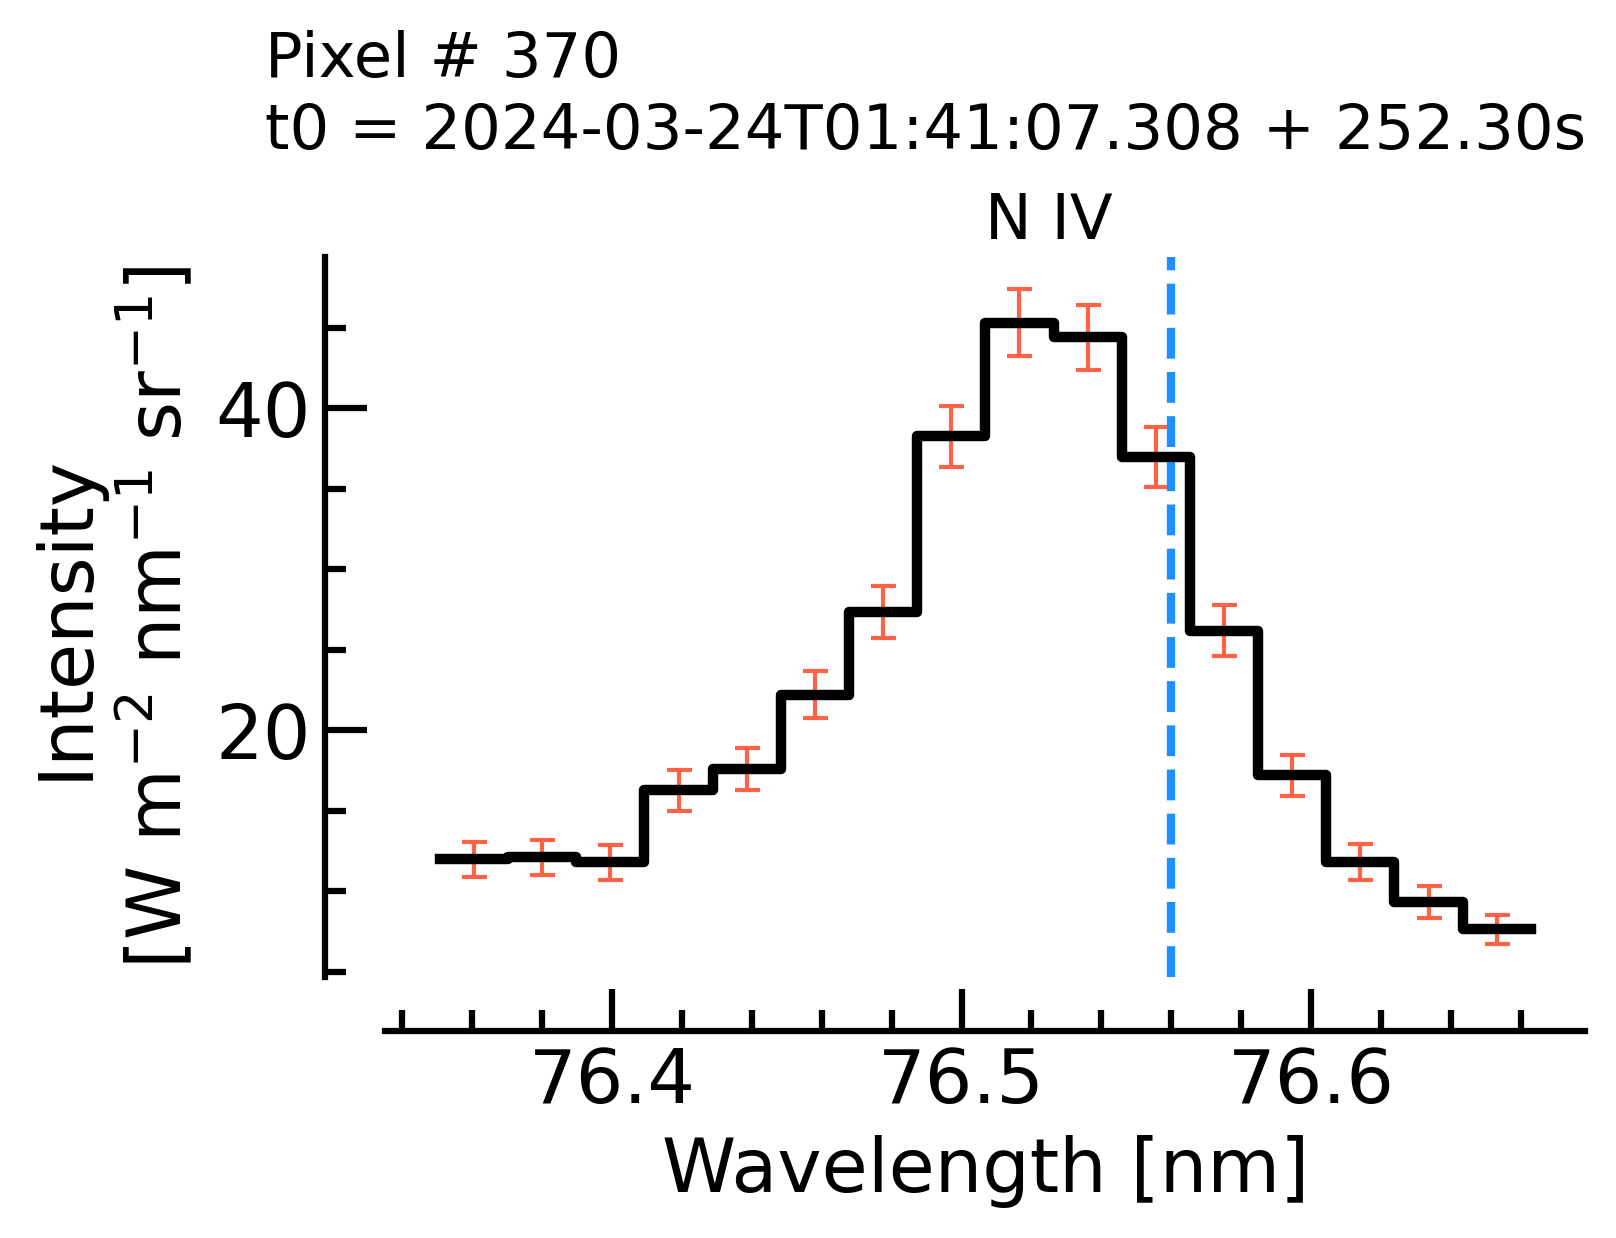 Pixel # 370
t0 = 2024-03-24T01:41:07.308 + 252.30s
N IV
Intensity
[W m⁻² nm⁻¹ sr⁻¹]
40
20
76.4 76.5 76.6
Wavelength [nm]